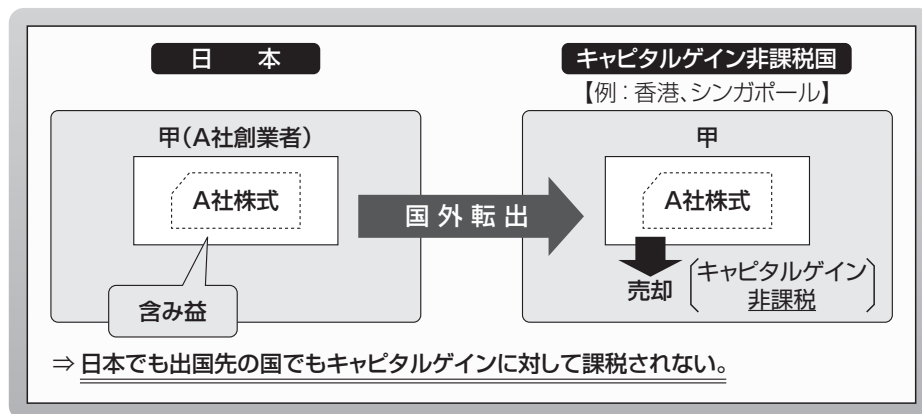 日　本
キャピタルゲイン非課税国
【例：香港、シンガポール】
甲（A社創業者）
A社株式
含み益
国外転出
甲
A社株式
売却
キャピタルゲイン
非課税
⇒ 日本でも出国先の国でもキャピタルゲインに対して課税されない。